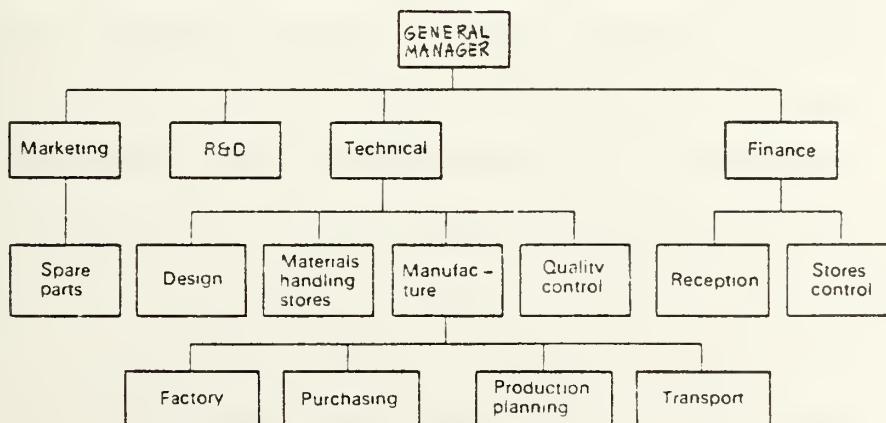 GENERAL
MANAGER
Marketing
R&D
Technical
Finance
Spare
parts
Design
Materials
handling
stores
Manufac-
ture
Quality
control
Reception
Stores
control
Factory
Purchasing
Production
planning
Transport